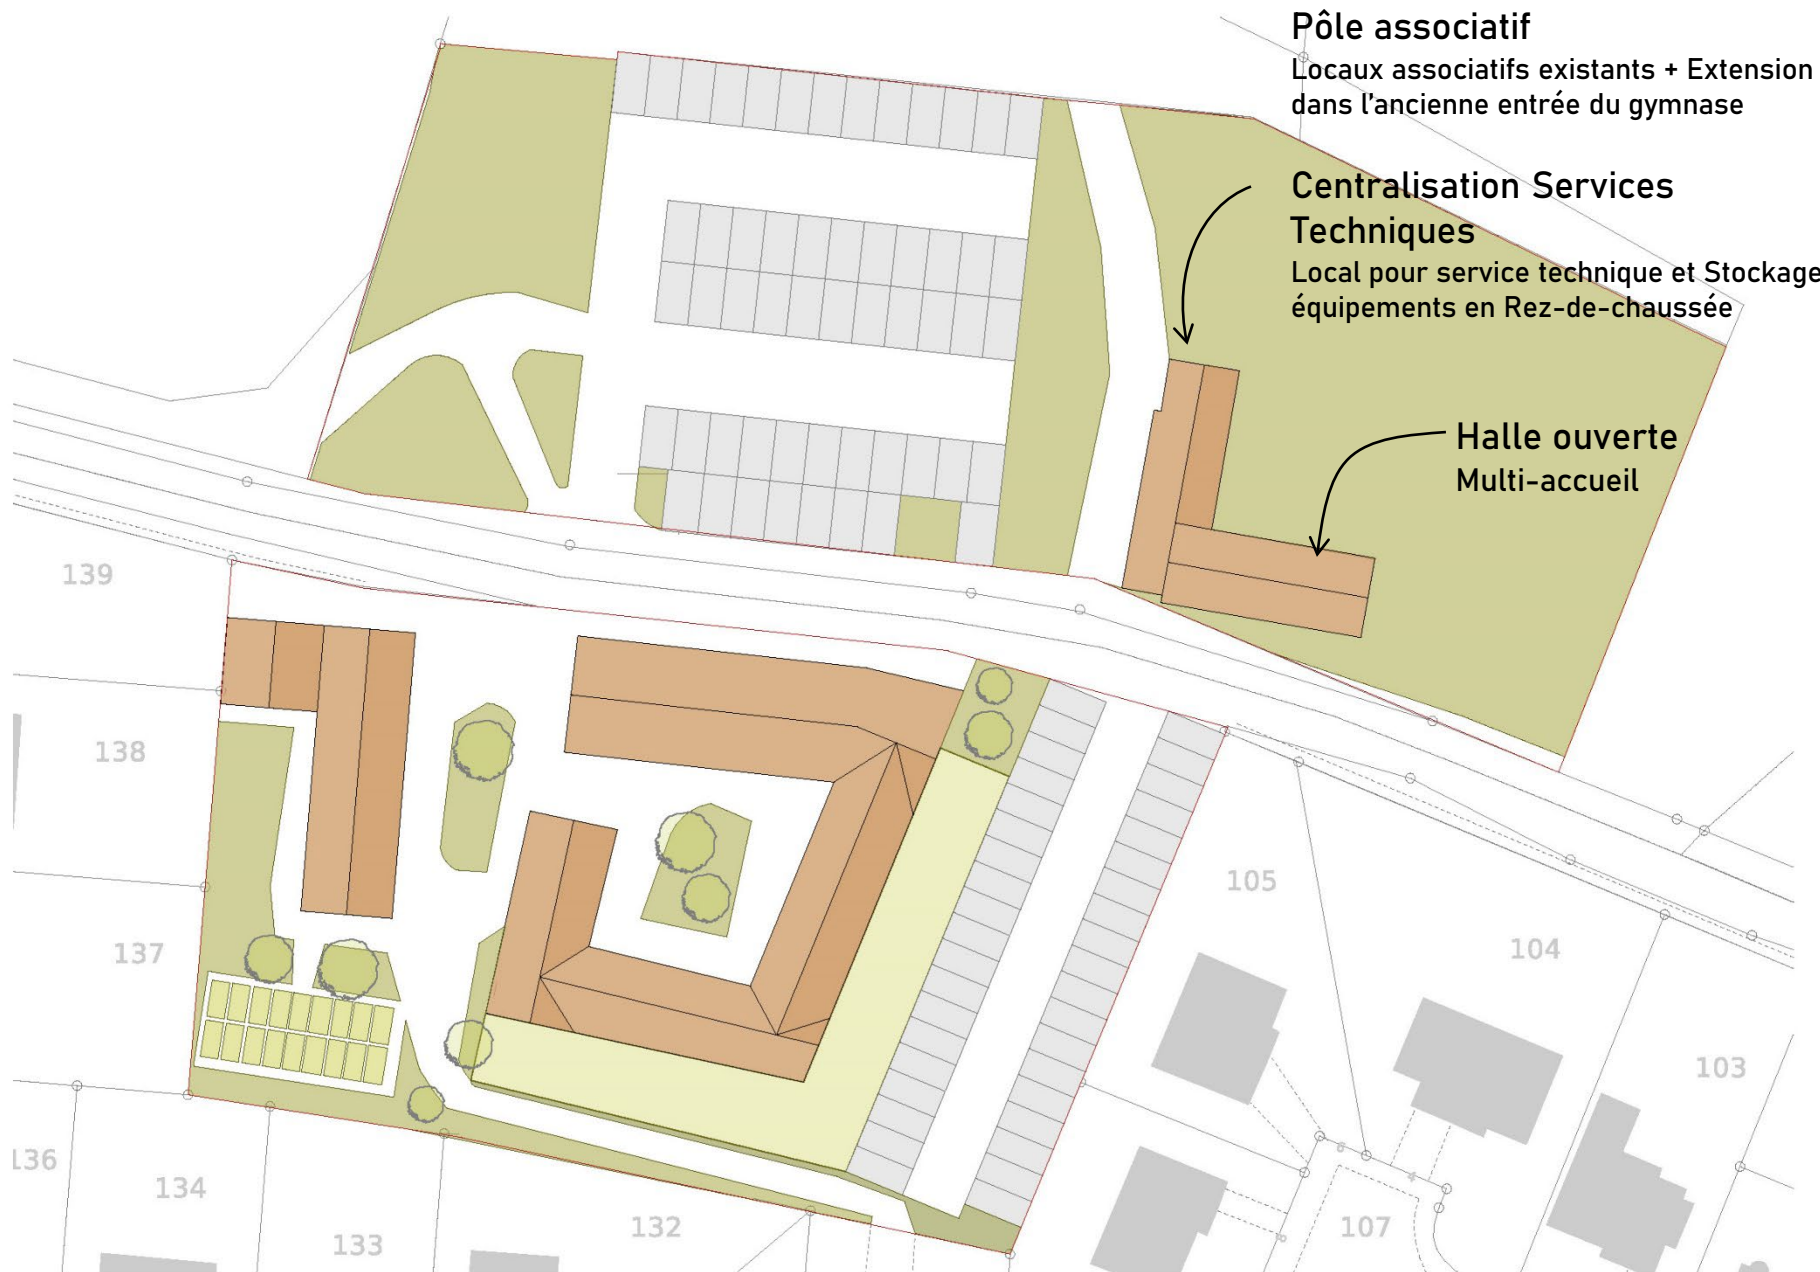 Pôle associatif
Locaux associatifs existants + Extension
dans l'ancienne entrée du gymnase
Centralisation Services
Techniques
Local pour service technique et Stockage
équipements en Rez-de-chaussée
Halle ouverte
Multi-accueil
139
138
137
136
134
133
132
105
104
103
107